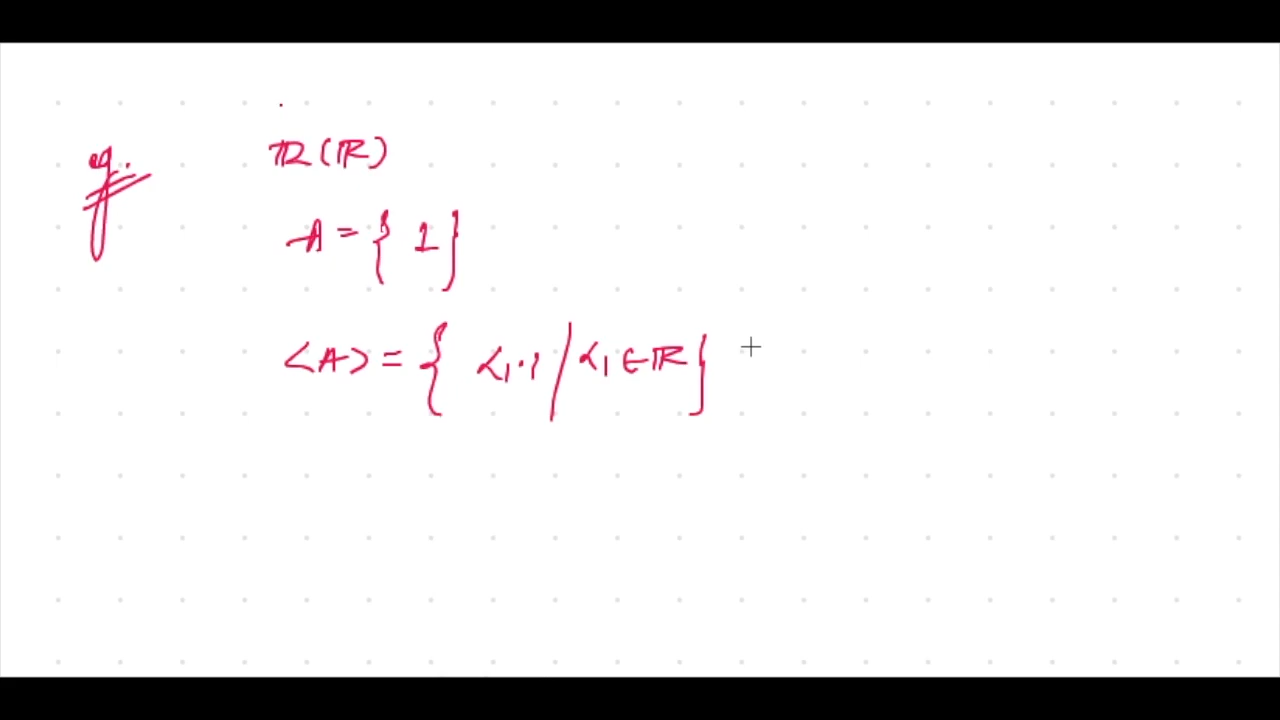 eg. ℝ(ℝ)
A = { 1 }
<A> = { α₁.1 / α₁ ∈ ℝ }